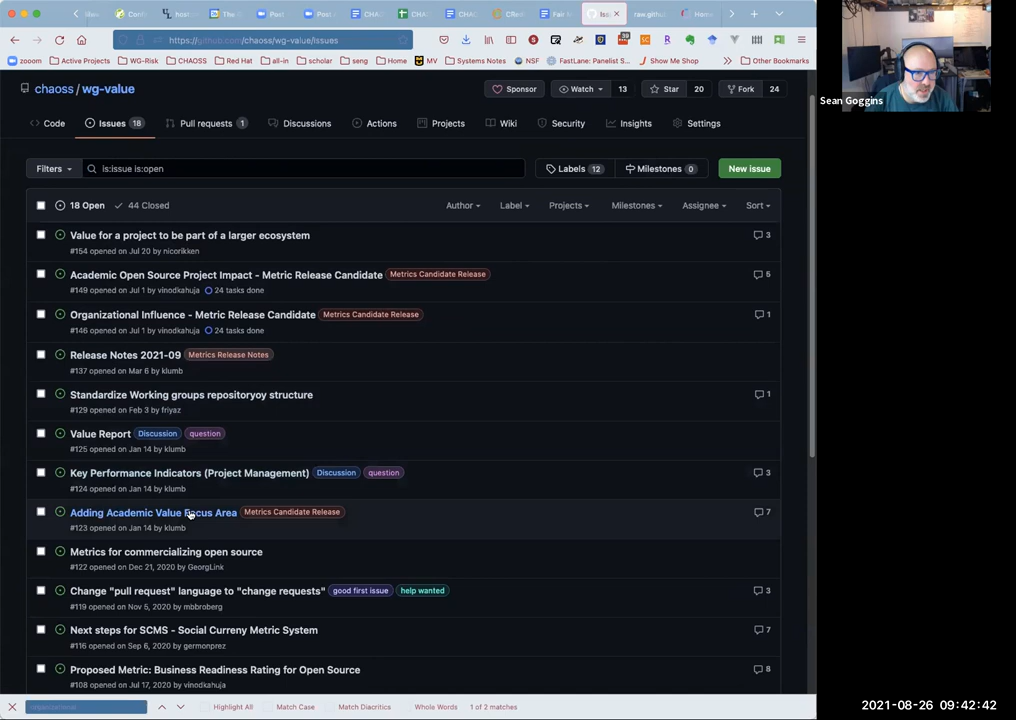 The
Post
Post
CHA
CHA
CHA
CRed
Fair
Iss
raw.github
Home
https://github.com/chaoss/wg-value/issues
zooom
Active Projects
WG-Risk
CHAOSS
Red Hat
all-in
scholar
seng
Home
MV
Systems Notes
NSF
FastLane: Panelist S...
Show Me Shop
Other Bookmarks
chaoss / wg-value
Sponsor
Watch 13
Star 20
Fork 24
Code
Issues 18
Pull requests 1
Discussions
Actions
Projects
Wiki
Security
Insights
Settings
Filters
is:issue is:open
Labels 12
Milestones 0
New issue
18 Open
44 Closed
Author
Label
Projects
Milestones
Assignee
Sort
Value for a project to be part of a larger ecosystem
3
#154 opened on Jul 20 by nicorikken
Academic Open Source Project Impact - Metric Release Candidate Metrics Candidate Release
5
#149 opened on Jul 1 by vinodkahuja 24 tasks done
Organizational Influence - Metric Release Candidate Metrics Candidate Release
1
#146 opened on Jul 1 by vinodkahuja 24 tasks done
Release Notes 2021-09 Metrics Release Notes
#137 opened on Mar 6 by klumb
Standardize Working groups repositoryoy structure
1
#129 opened on Feb 3 by friyaz
Value Report Discussion question
#125 opened on Jan 14 by klumb
Key Performance Indicators (Project Management) Discussion question
3
#124 opened on Jan 14 by klumb
Adding Academic Value Focus Area Metrics Candidate Release
7
#123 opened on Jan 14 by klumb
Metrics for commercializing open source
#122 opened on Dec 21, 2020 by GeorgLink
Change "pull request" language to "change requests" good first issue help wanted
3
#119 opened on Nov 5, 2020 by mbbroberg
Next steps for SCMS - Social Curreny Metric System
7
#116 opened on Sep 6, 2020 by germonprez
Proposed Metric: Business Readiness Rating for Open Source
8
#108 opened on Jul 17, 2020 by vinodkahuja
Highlight All
Match Case
Match Diacritics
Whole Words
1 of 2 matches
Sean Goggins
2021-08-26 09:42:42